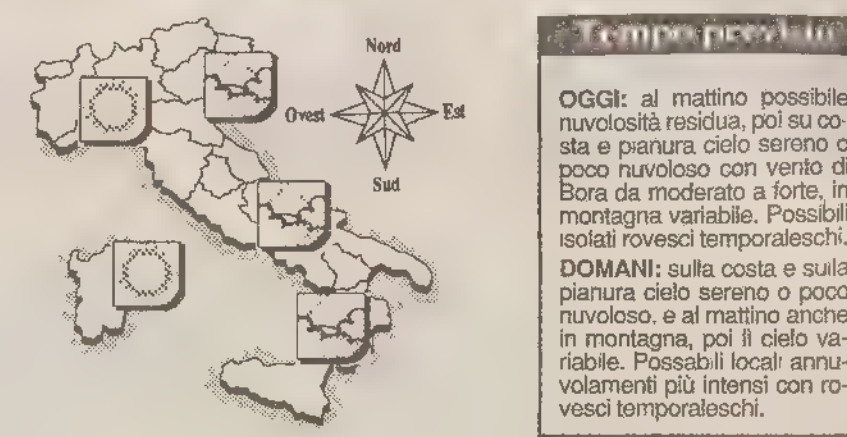 Nord
Ovest
Est
Sud
Tempo previsto
OGGI: al mattino possibile
nuvolosità residua, poi su co-
sta e pianura cielo sereno o
poco nuvoloso con vento di
Bora da moderato a forte, in
montagna variabile. Possibili
isolati rovesci temporaleschi.
DOMANI: sulla costa e sulla
pianura cielo sereno o poco
nuvoloso, e al mattino anche
in montagna, poi lì cielo va-
riabile. Possabili locali annu-
volamenti più intensi con ro-
vesci temporaleschi.